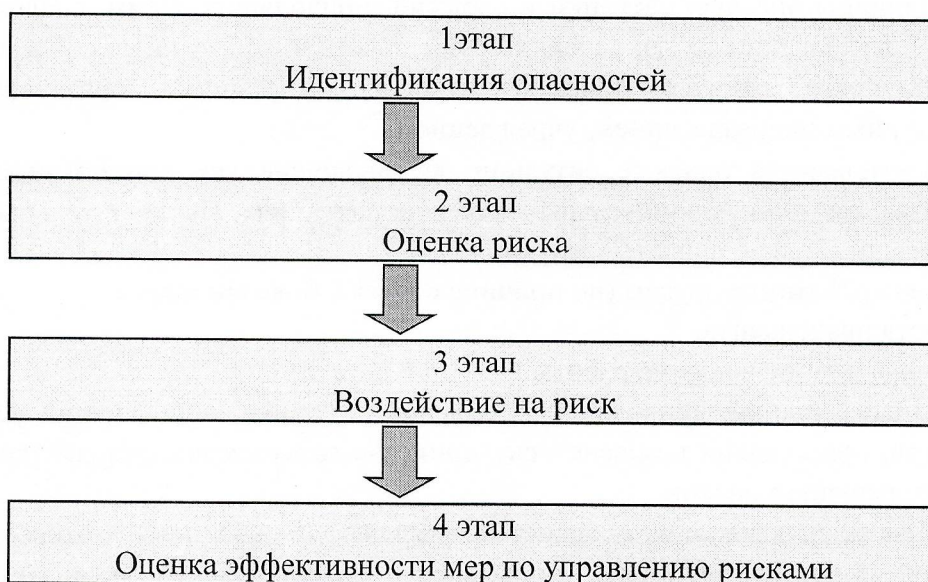 1этап
Идентификация опасностей
2 этап
Оценка риска
3 этап
Воздействие на риск
4 этап
Оценка эффективности мер по управлению рисками